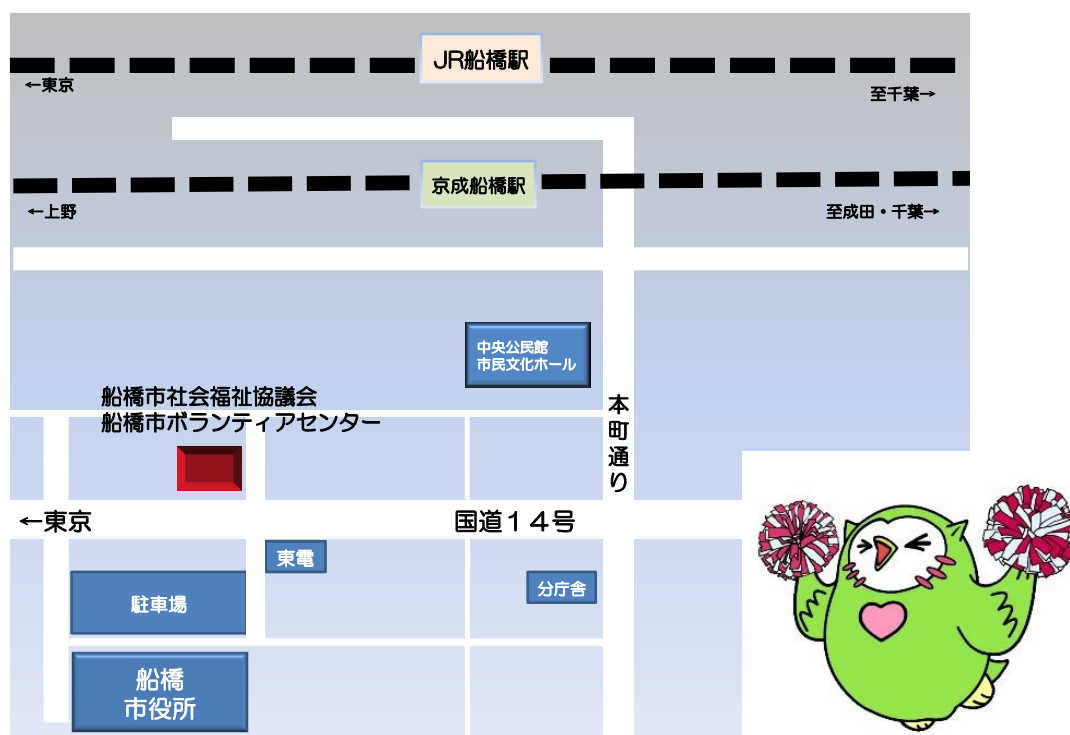 JR船橋駅
←東京
至千葉→
京成船橋駅
←上野
至成田・千葉→
中央公民館
市民文化ホール
船橋市社会福祉協議会
船橋市ボランティアセンター
本町通り
←東京
国道14号
東電
分庁舎
駐車場
船橋
市役所